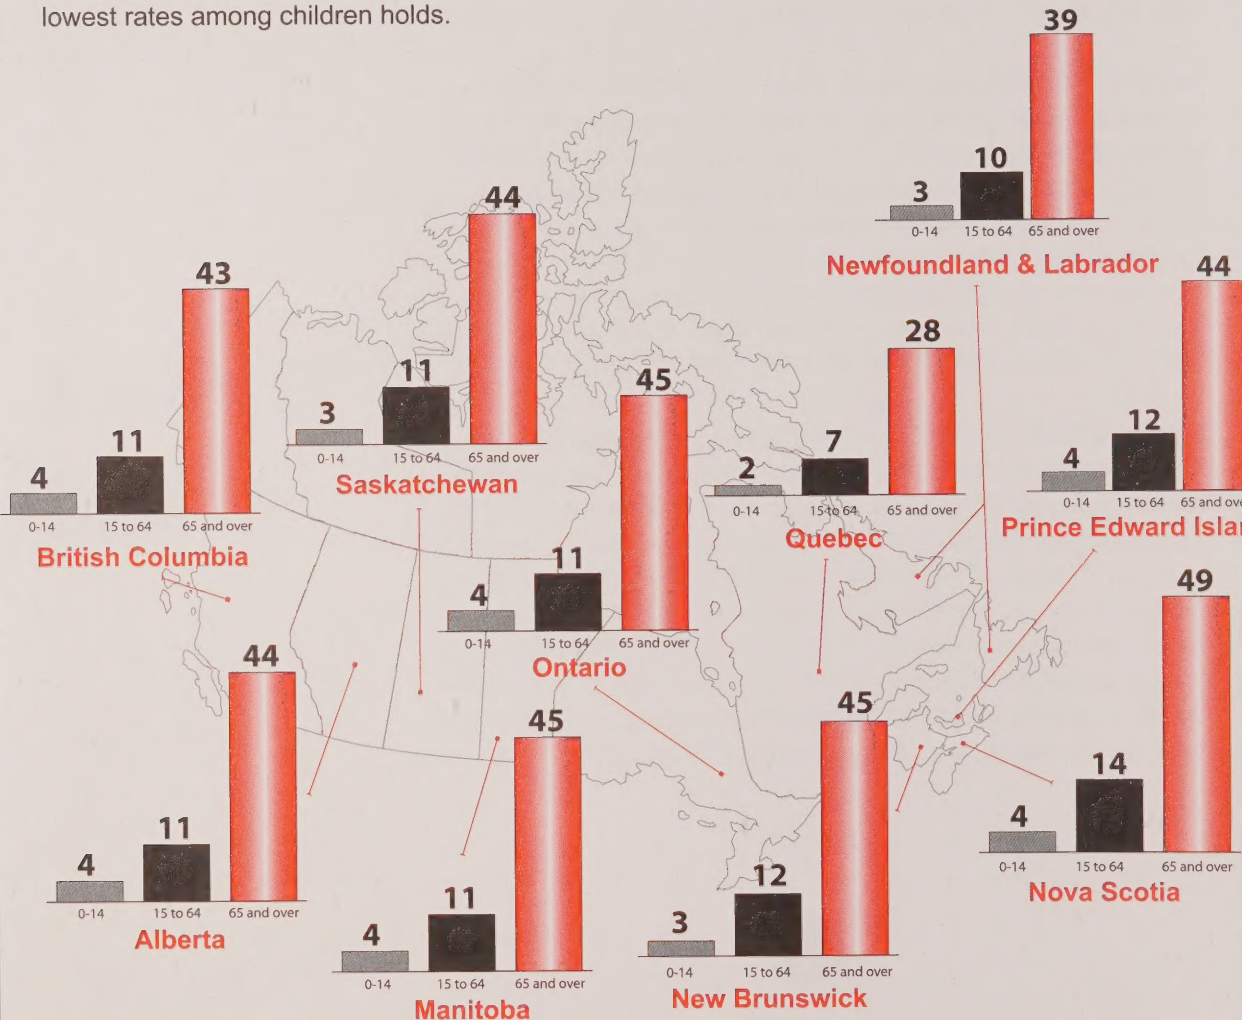 lowest rates among children holds.
39
10
3
0-14 15 to 64 65 and over
Newfoundland & Labrador
44
11
3
0-14 15 to 64 65 and over
Saskatchewan
43
11
4
0-14 15 to 64 65 and over
British Columbia
45
11
4
0-14 15 to 64 65 and over
Ontario
28
7
2
0-14 15 to 64 65 and over
Quebec
44
12
4
0-14 15 to 64 65 and over
Prince Edward Islan
49
14
4
0-14 15 to 64 65 and over
Nova Scotia
44
11
4
0-14 15 to 64 65 and over
Alberta
45
11
4
0-14 15 to 64 65 and over
Manitoba
45
12
3
0-14 15 to 64 65 and over
New Brunswick